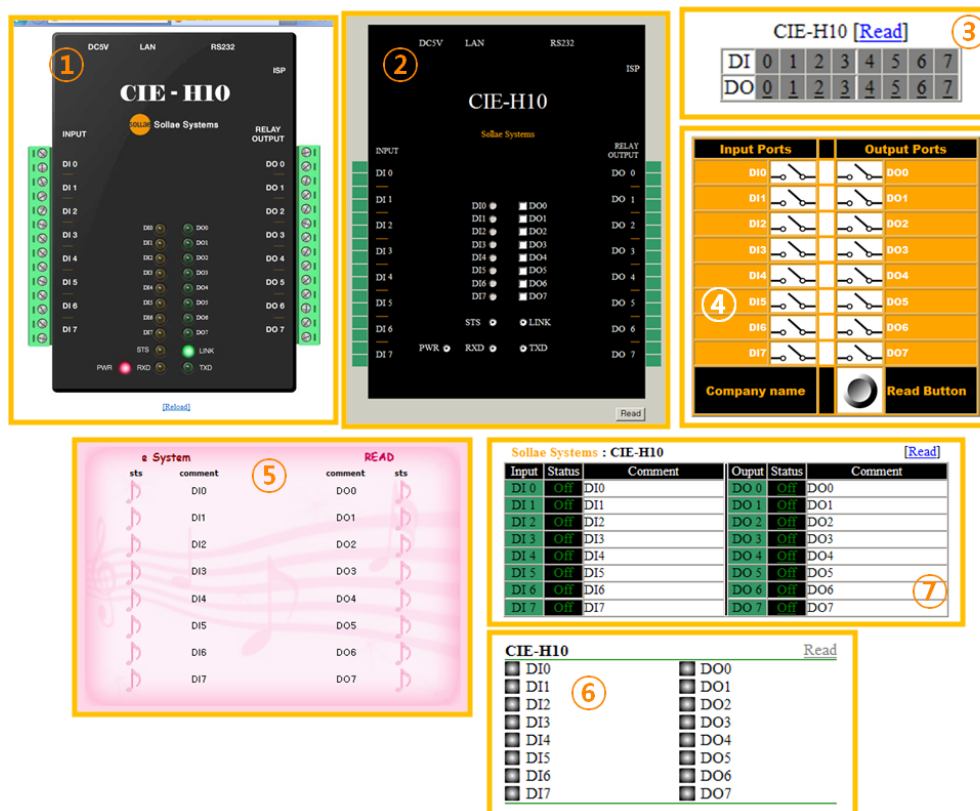 ①
DC5V LAN RS232
ISP
CIE - H10
sollae Sollae Systems
INPUT
RELAY
OUTPUT
DI 0 DO 0
DI 1 DO 1
DI 2 DO 2
DI 3 DO 3
DI 4 DO 4
DI 5 DO 5
DI 6 DO 6
DI 7 DO 7
DI0
DI1 DO1
DI2 DO2
DI7 DO7
STS LINK
PWR RXD TXD
[Reload]
②
DC5V LAN RS232
ISP
CIE-H10
Sollae Systems
INPUT
RELAY
OUTPUT
DI 0 DO 0
DI 1 DO 1
DI 2 DO 2
DI 3 DO 3
DI 4 DO 4
DI 5 DO 5
DI 6 DO 6
DI 7 DO 7
DI0 DO0
DI1 DO1
DI2 DO2
DI3 DO3
DI4 DO4
DI5 DO5
DI6 DO6
DI7 DO7
STS LINK
PWR RXD TXD
Read
③
CIE-H10 [Read]
DI 0 1 2 3 4 5 6 7
DO 0 1 2 3 4 5 6 7
④
Input Ports Output Ports
DI0 DO0
DI1 DO1
DI2 DO2
DI3 DO3
DI4 DO4
DI5 DO5
DI6 DO6
DI7 DO7
Company name Read Button
⑤
e System READ
sts comment comment sts
DI0 DO0
DI1 DO1
DI2 DO2
DI3 DO3
DI4 DO4
DI5 DO5
DI6 DO6
DI7 DO7
Sollae Systems : CIE-H10 [Read]
Input Status Comment Ouput Status Comment
DI 0 Off DI0 DO 0 Off DO0
DI 1 Off DI1 DO 1 Off DO1
DI 2 Off DI2 DO 2 Off DO2
DI 3 Off DI3 DO 3 Off DO3
DI 4 Off DI4 DO 4 Off DO4
DI 5 Off DI5 DO 5 Off DO5
DI 6 Off DI6 DO 6 Off DO6
DI 7 Off DI7 DO 7 Off DO7
⑦
CIE-H10 Read
DI0 DO0
DI1 DO1
DI2 DO2
DI3 DO3
DI4 DO4
DI5 DO5
DI6 DO6
DI7 DO7
⑥